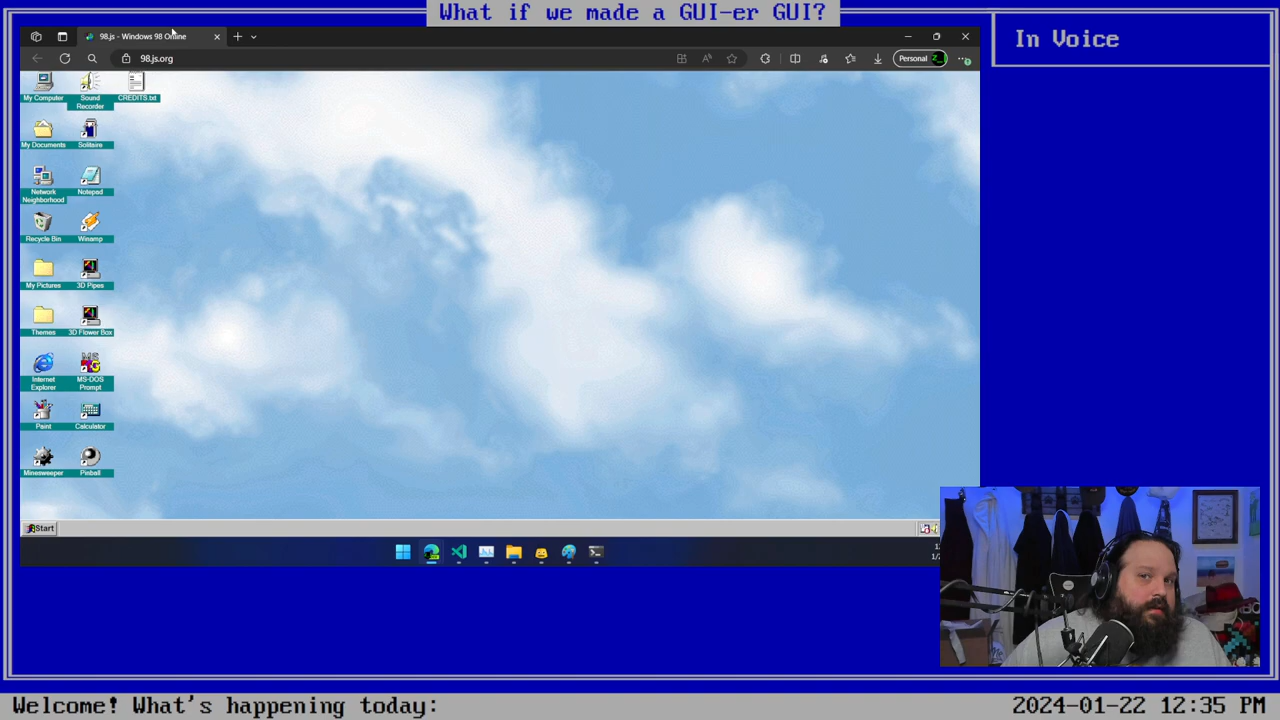 What if we made a GUI-er GUI?
98.js - Windows 98 Online
98.js.org
Personal
In Voice
My Computer
Sound
Recorder
CREDITS.txt
My Documents
Solitaire
Network
Neighborhood
Notepad
Recycle Bin
Winamp
My Pictures
3D Pipes
Themes
3D Flower Box
Internet
Explorer
MS-DOS
Prompt
Paint
Calculator
Minesweeper
Pinball
Start
Welcome! What's happening today:
2024-01-22 12:35 PM